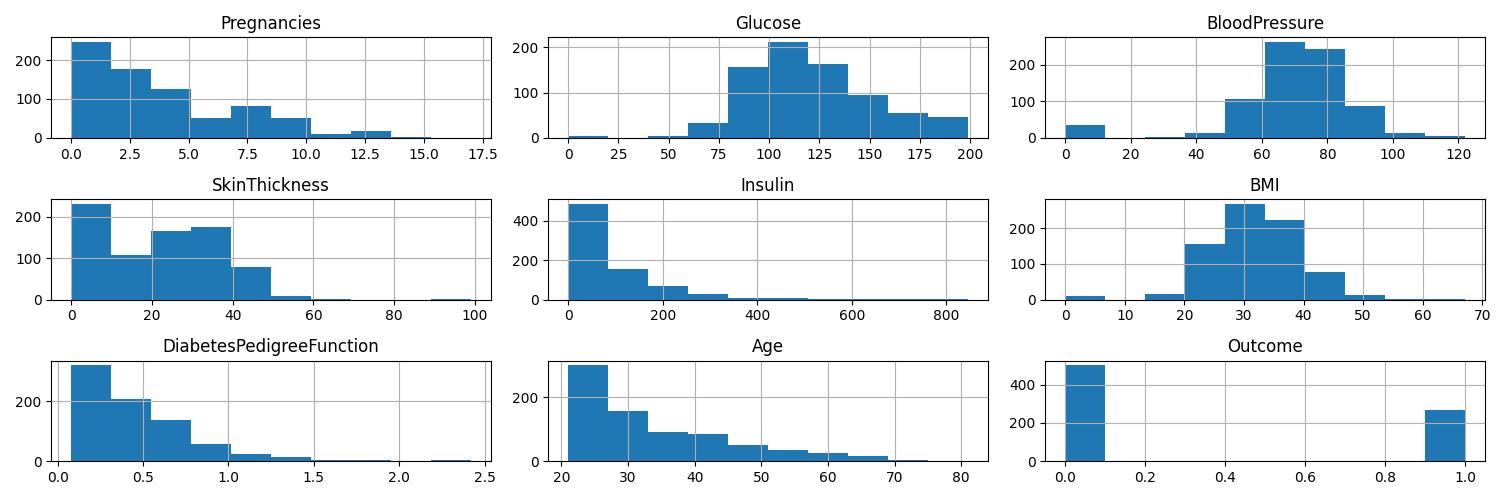 Pregnancies
200
100
0
0.0 2.5 5.0 7.5 10.0 12.5 15.0 17.5
Glucose
200
100
0
0 25 50 75 100 125 150 175 200
BloodPressure
200
100
0
0 20 40 60 80 100 120
SkinThickness
200
100
0
0 20 40 60 80 100
Insulin
400
200
0
0 200 400 600 800
BMI
200
100
0
0 10 20 30 40 50 60 70
DiabetesPedigreeFunction
200
0
0.0 0.5 1.0 1.5 2.0 2.5
Age
200
0
20 30 40 50 60 70 80
Outcome
400
200
0
0.0 0.2 0.4 0.6 0.8 1.0